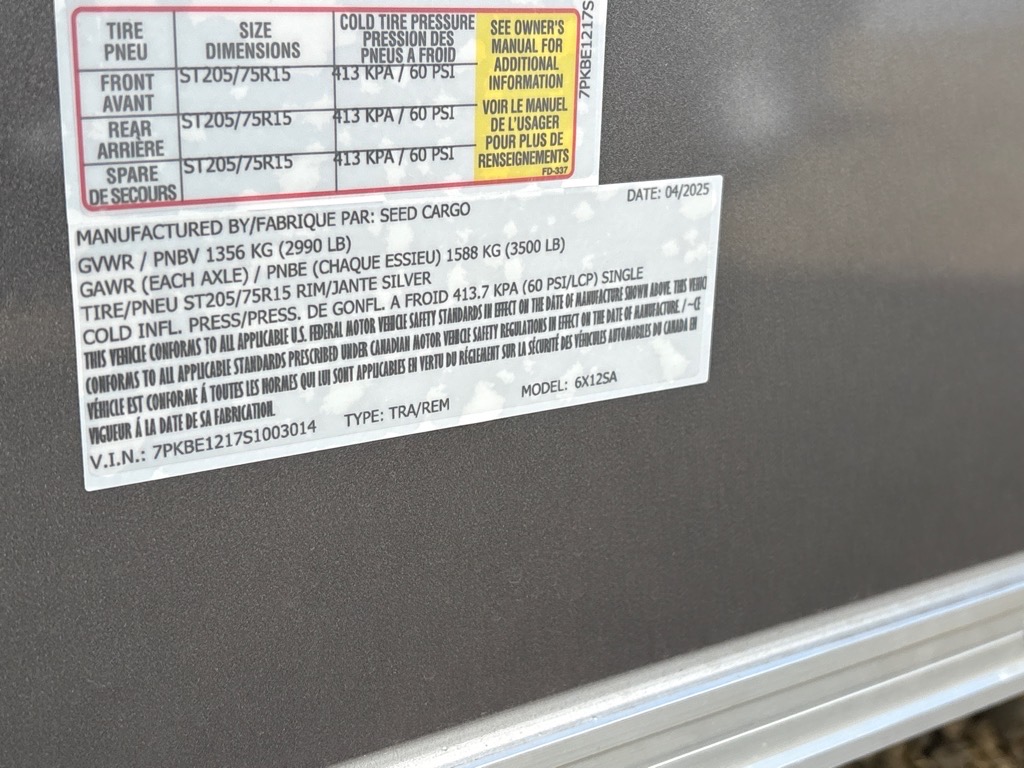 TIRE SIZE COLD TIRE PRESSURE
PNEU DIMENSIONS PRESSION DES
PNEUS A FROID
FRONT ST205/75R15 413 KPA / 60 PSI
AVANT
REAR ST205/75R15 413 KPA / 60 PSI
ARRIÈRE
SPARE ST205/75R15 413 KPA / 60 PSI
DE SECOURS
SEE OWNER'S
MANUAL FOR
ADDITIONAL
INFORMATION
VOIR LE MANUEL
DE L'USAGER
POUR PLUS DE
RENSEIGNEMENTS
FD-337
7PKBE1217S
DATE: 04/2025
MANUFACTURED BY/FABRIQUE PAR: SEED CARGO
GVWR / PNBV 1356 KG (2990 LB)
GAWR (EACH AXLE) / PNBE (CHAQUE ESSIEU) 1588 KG (3500 LB)
TIRE/PNEU ST205/75R15 RIM/JANTE SILVER
COLD INFL. PRESS/PRESS. DE GONFL. A FROID 413.7 KPA (60 PSI/LCP) SINGLE
THIS VEHICLE CONFORMS TO ALL APPLICABLE U.S. FEDERAL MOTOR VEHICLE SAFETY STANDARDS IN EFFECT ON THE DATE OF MANUFACTURE SHOWN ABOVE. THIS
CONFORMS TO ALL APPLICABLE STANDARDS PRESCRIBED UNDER CANADIAN MOTOR VEHICLE SAFETY REGULATIONS IN EFFECT ON THE DATE OF MANUFACTURE. / -CE
VÉHICLE EST CONFORME Á TOUTES LES NORMES QUI LUI SONT APPLICABLES EN VERTU DU RÉGIEMENT SUR LA SÉCURITÉ DES VÉHICULES AUTOMOBILES DU CANADA EN
VIGUEUR Á LA DATE DE SA FABRICATION.
V.I.N.: 7PKBE1217S1003014 TYPE: TRA/REM MODEL: 6X12SA